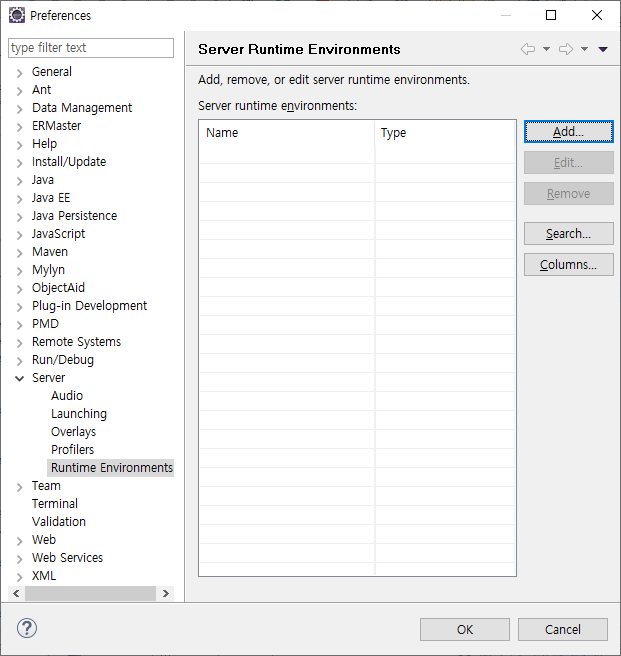 Preferences
type filter text
General
Ant
Data Management
ERMaster
Help
Install/Update
Java
Java EE
Java Persistence
JavaScript
Maven
Mylyn
ObjectAid
Plug-in Development
PMD
Remote Systems
Run/Debug
Server
Audio
Launching
Overlays
Profilers
Runtime Environments
Team
Terminal
Validation
Web
Web Services
XML
Server Runtime Environments
Add, remove, or edit server runtime environments.
Server runtime environments:
Name Type
Add...
Edit...
Remove
Search...
Columns...
?
OK Cancel